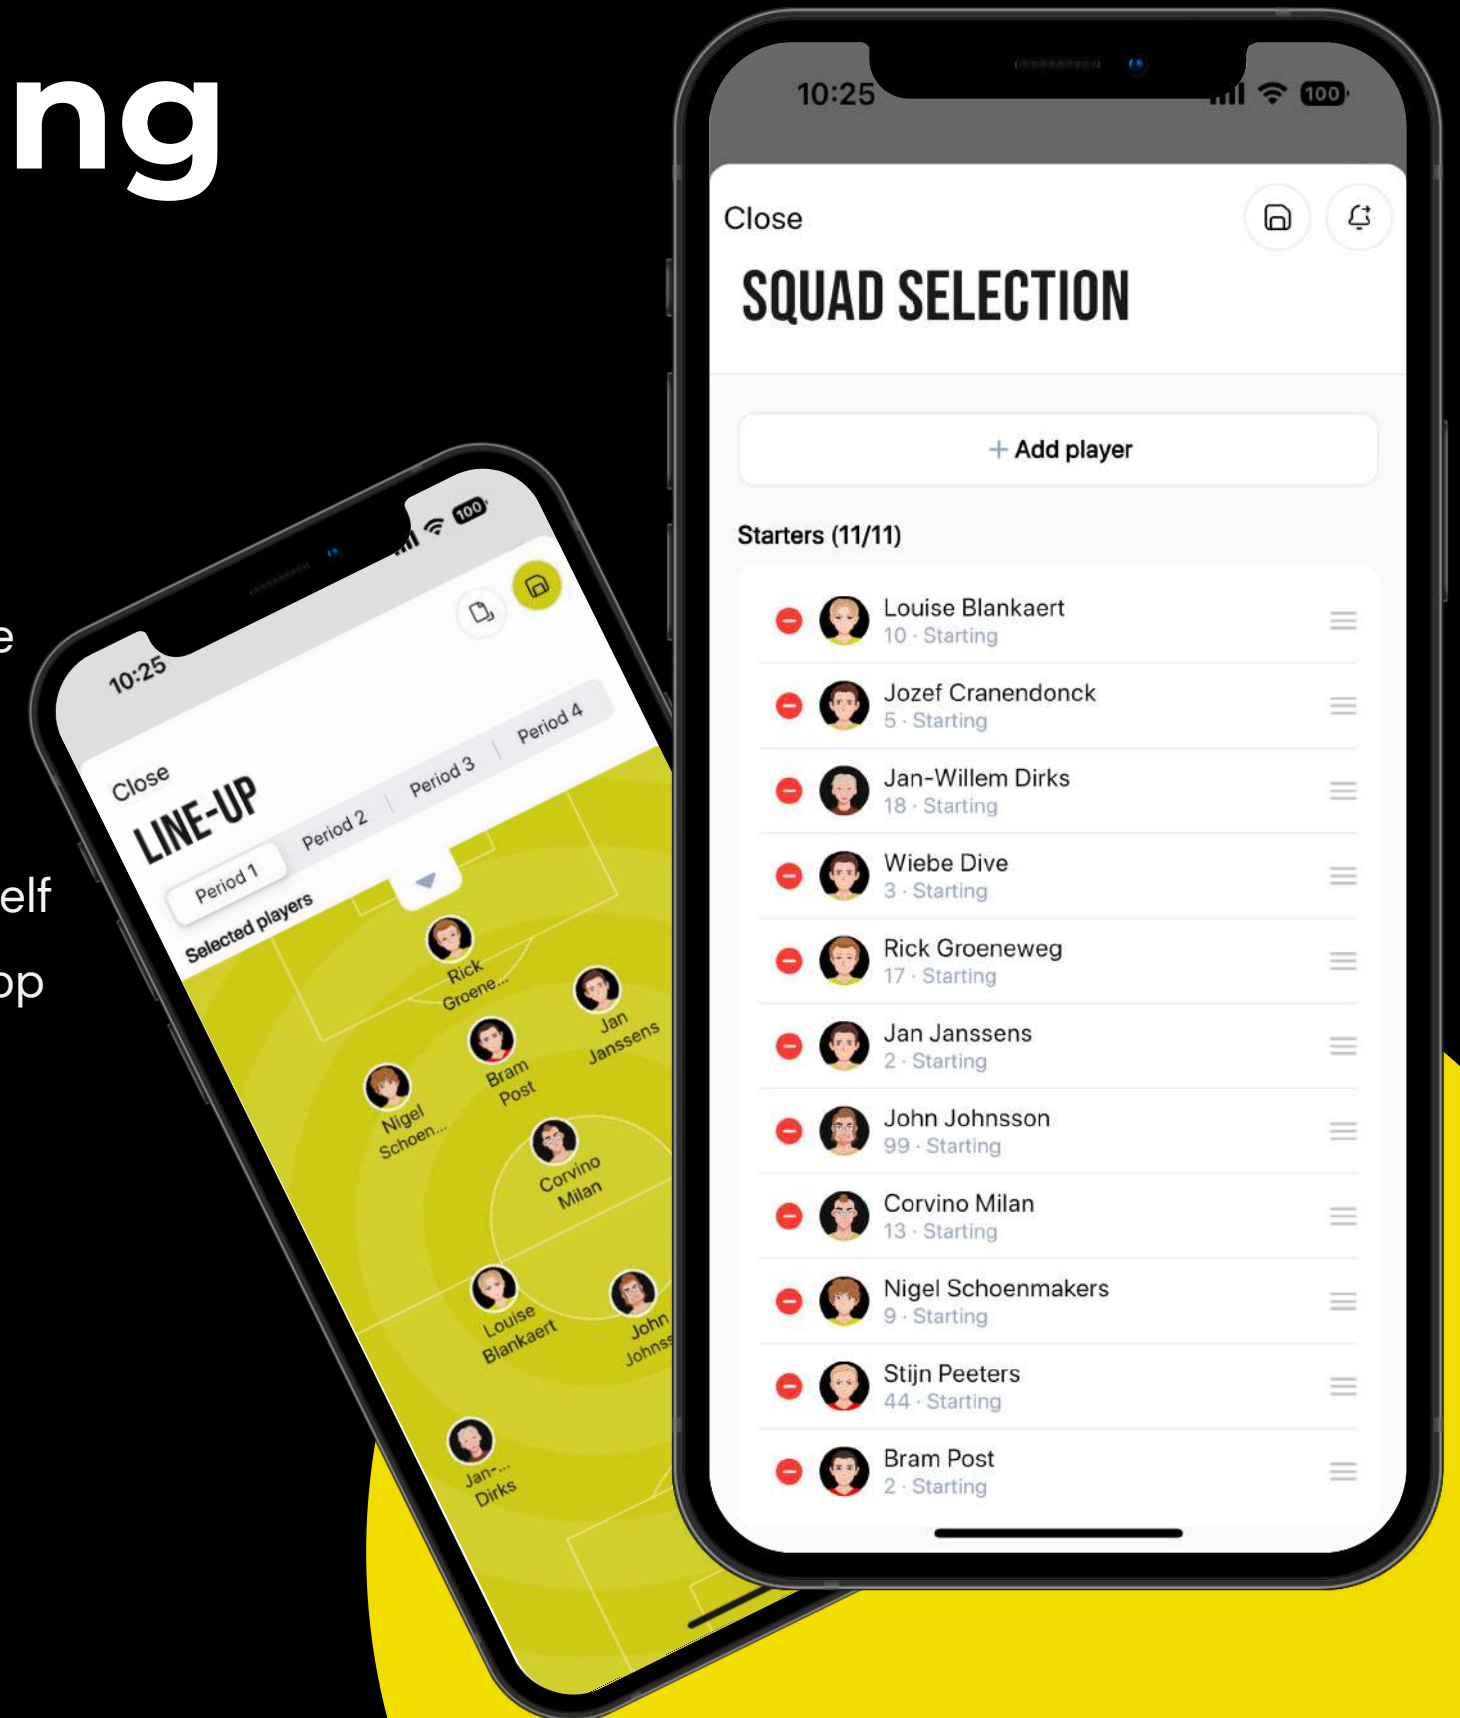 ng
e
elf
op
10:25
100
Close
LINE-UP
Period 1
Period 2
Period 3
Period 4
Selected players
Rick
Groene...
Jan
Janssens
Bram
Post
Nigel
Schoen...
Corvino
Milan
Louise
Blankaert
John
Johnss
Jan-...
Dirks
10:25
100
Close
SQUAD SELECTION
+ Add player
Starters (11/11)
Louise Blankaert
10 · Starting
Jozef Cranendonck
5 · Starting
Jan-Willem Dirks
18 · Starting
Wiebe Dive
3 · Starting
Rick Groeneweg
17 · Starting
Jan Janssens
2 · Starting
John Johnsson
99 · Starting
Corvino Milan
13 · Starting
Nigel Schoenmakers
9 · Starting
Stijn Peeters
44 · Starting
Bram Post
2 · Starting